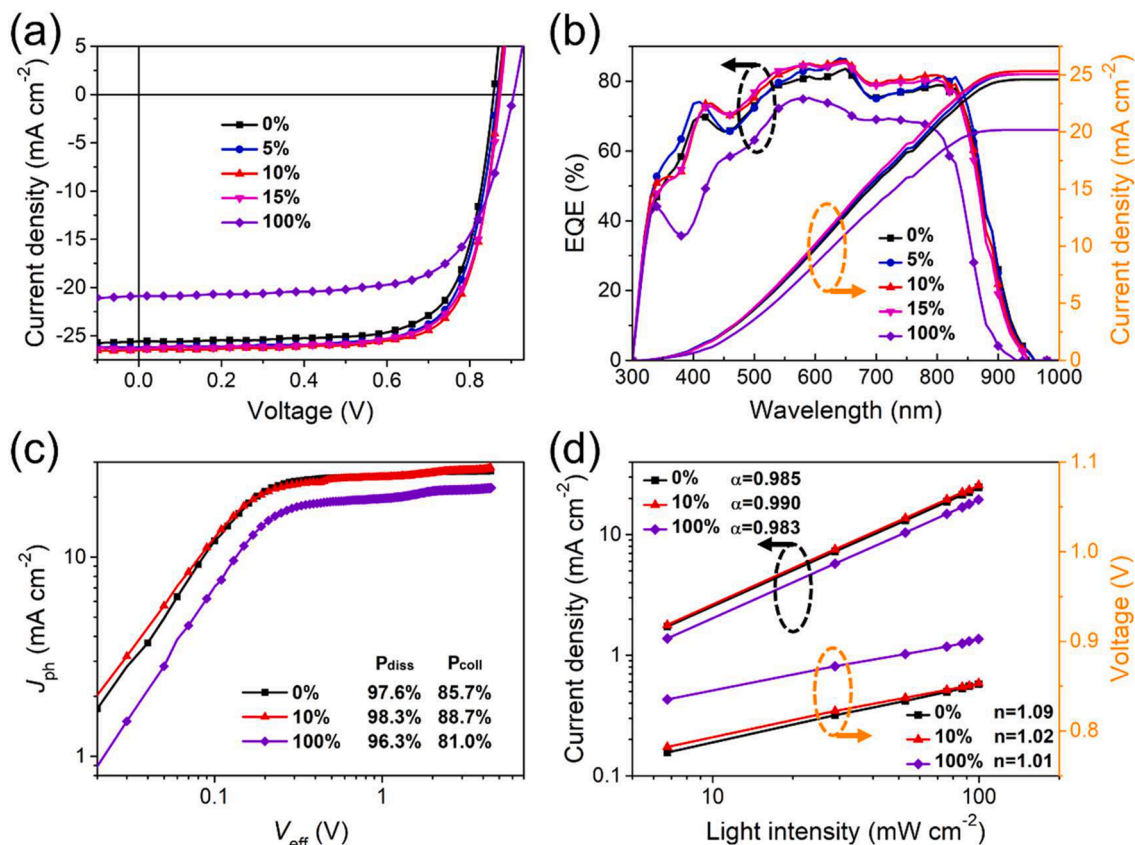 (a)
5
0
-5
-10
-15
-20
-25
Current density (mA cm⁻²)
0%
5%
10%
15%
100%
0.0
0.2
0.4
0.6
0.8
Voltage (V)
(b)
80
60
40
20
0
EQE (%)
25
20
15
10
5
0
Current density (mA cm⁻²)
0%
5%
10%
15%
100%
300 400 500 600 700 800 900 1000
Wavelength (nm)
(c)
10
1
Jph (mA cm⁻²)
Pdiss Pcoll
0% 97.6% 85.7%
10% 98.3% 88.7%
100% 96.3% 81.0%
0.1
1
Veff (V)
(d)
10
1
0.1
Current density (mA cm⁻²)
0% α=0.985
10% α=0.990
100% α=0.983
1.1
1.0
0.9
0.8
Voltage (V)
0% n=1.09
10% n=1.02
100% n=1.01
10
100
Light intensity (mW cm⁻²)